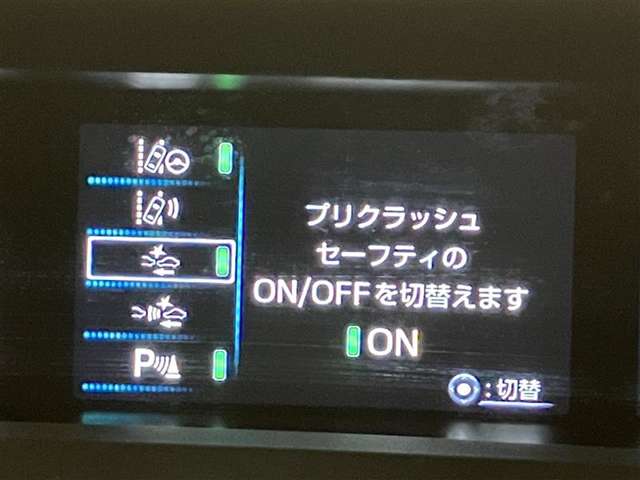 プリクラッシュ
セーフティの
ON/OFFを切替えます
ON
P
:切替